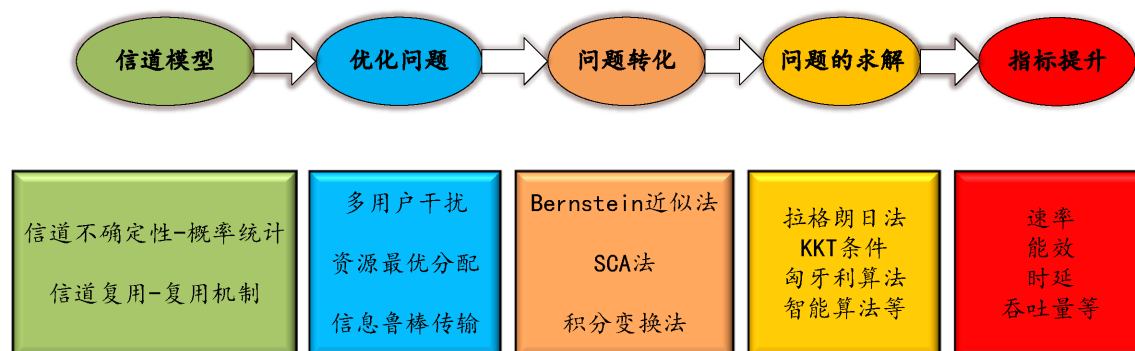 信道模型
优化问题
问题转化
问题的求解
指标提升
信道不确定性-概率统计
信道复用-复用机制
多用户干扰
资源最优分配
信息鲁棒传输
Bernstein近似法
SCA法
积分变换法
拉格朗日法
KKT条件
匈牙利算法
智能算法等
速率
能效
时延
吞吐量等